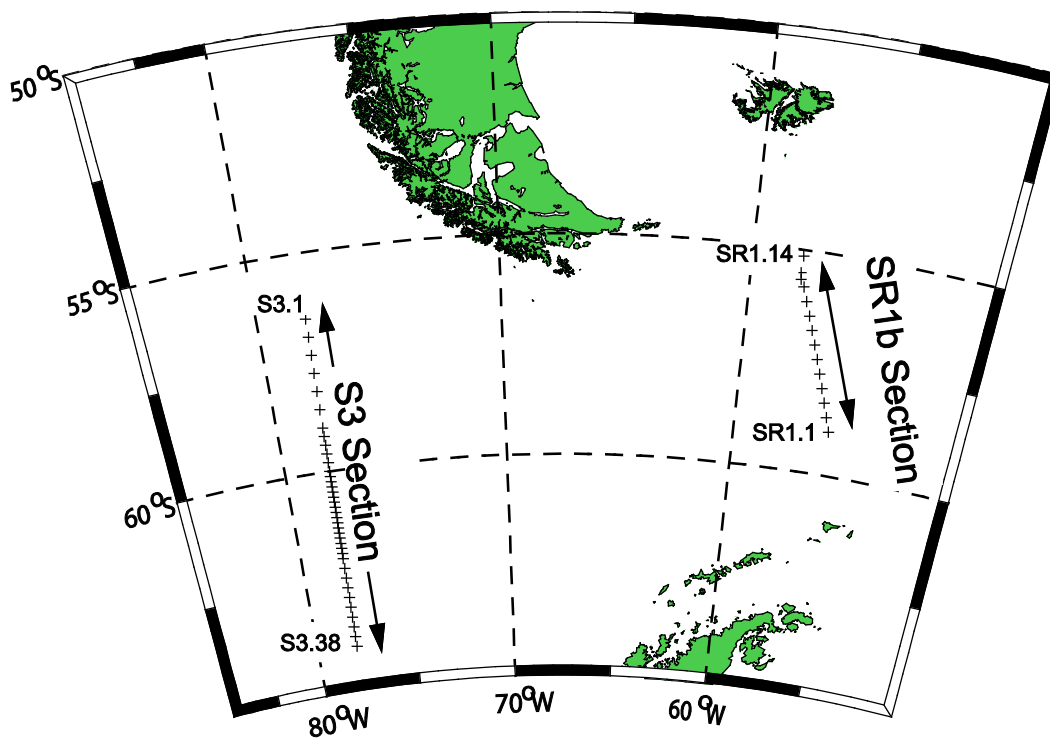 50°S
SR1.14
SR1b Section
55°S
S3.1
S3 Section
SR1.1
60°S
S3.38
80°W
70°W
60°W